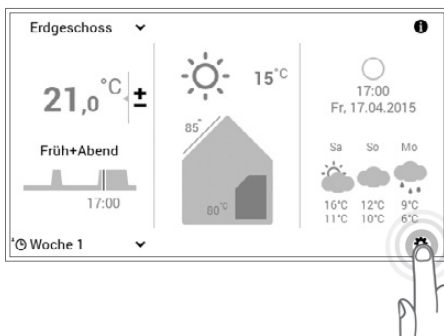 Erdgeschoss
21,0 °C ±
Früh+Abend
17:00
Woche 1
15°C
85°
80°C
17:00
Fr, 17.04.2015
Sa So Mo
16°C 12°C 9°C
11°C 10°C 6°C